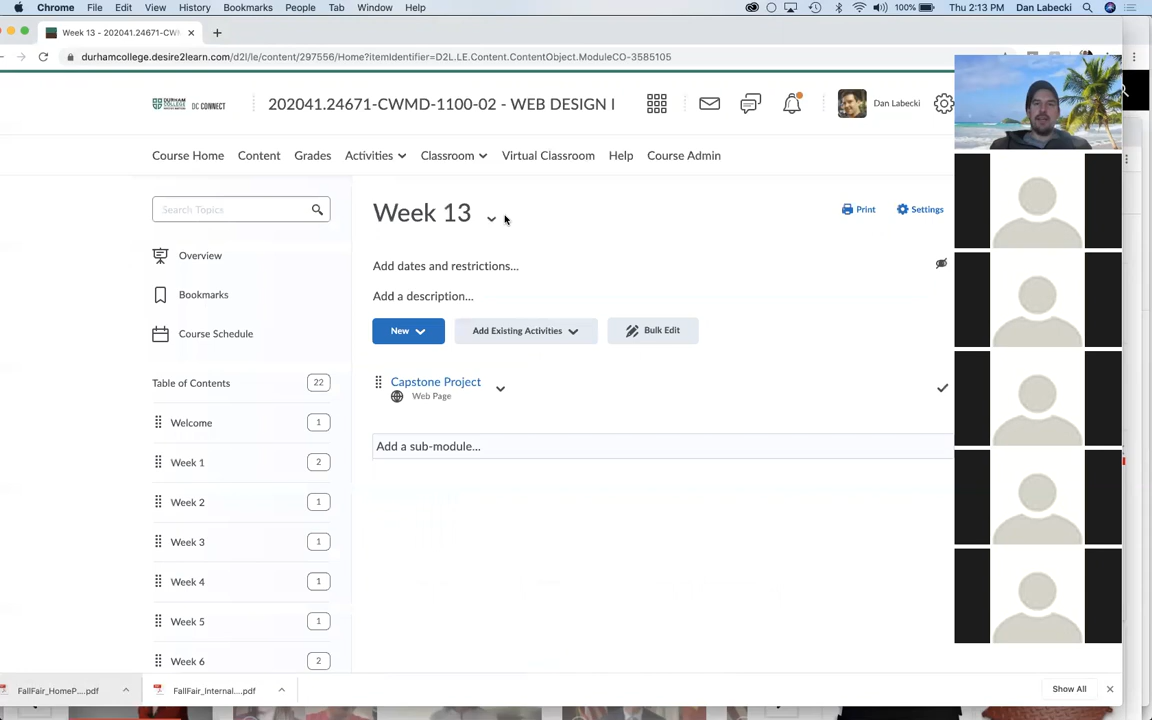 Chrome File Edit View History Bookmarks People Tab Window Help 100% Thu 2:13 PM Dan Labecki
Week 13 - 202041.24671-CW
durhamcollege.desire2learn.com/d2l/le/content/297556/Home?itemIdentifier=D2L.LE.Content.ContentObject.ModuleCO-3585105
DURHAM COLLEGE DC CONNECT 202041.24671-CWMD-1100-02 - WEB DESIGN I Dan Labecki
Course Home Content Grades Activities Classroom Virtual Classroom Help Course Admin
Search Topics
Week 13
Print Settings
Overview
Add dates and restrictions...
Bookmarks
Add a description...
Course Schedule
New Add Existing Activities Bulk Edit
Table of Contents 22
Capstone Project
Web Page
Welcome 1
Add a sub-module...
Week 1 2
Week 2 1
Week 3 1
Week 4 1
Week 5 1
Week 6 2
FallFair_HomeP....pdf FallFair_Internal....pdf Show All